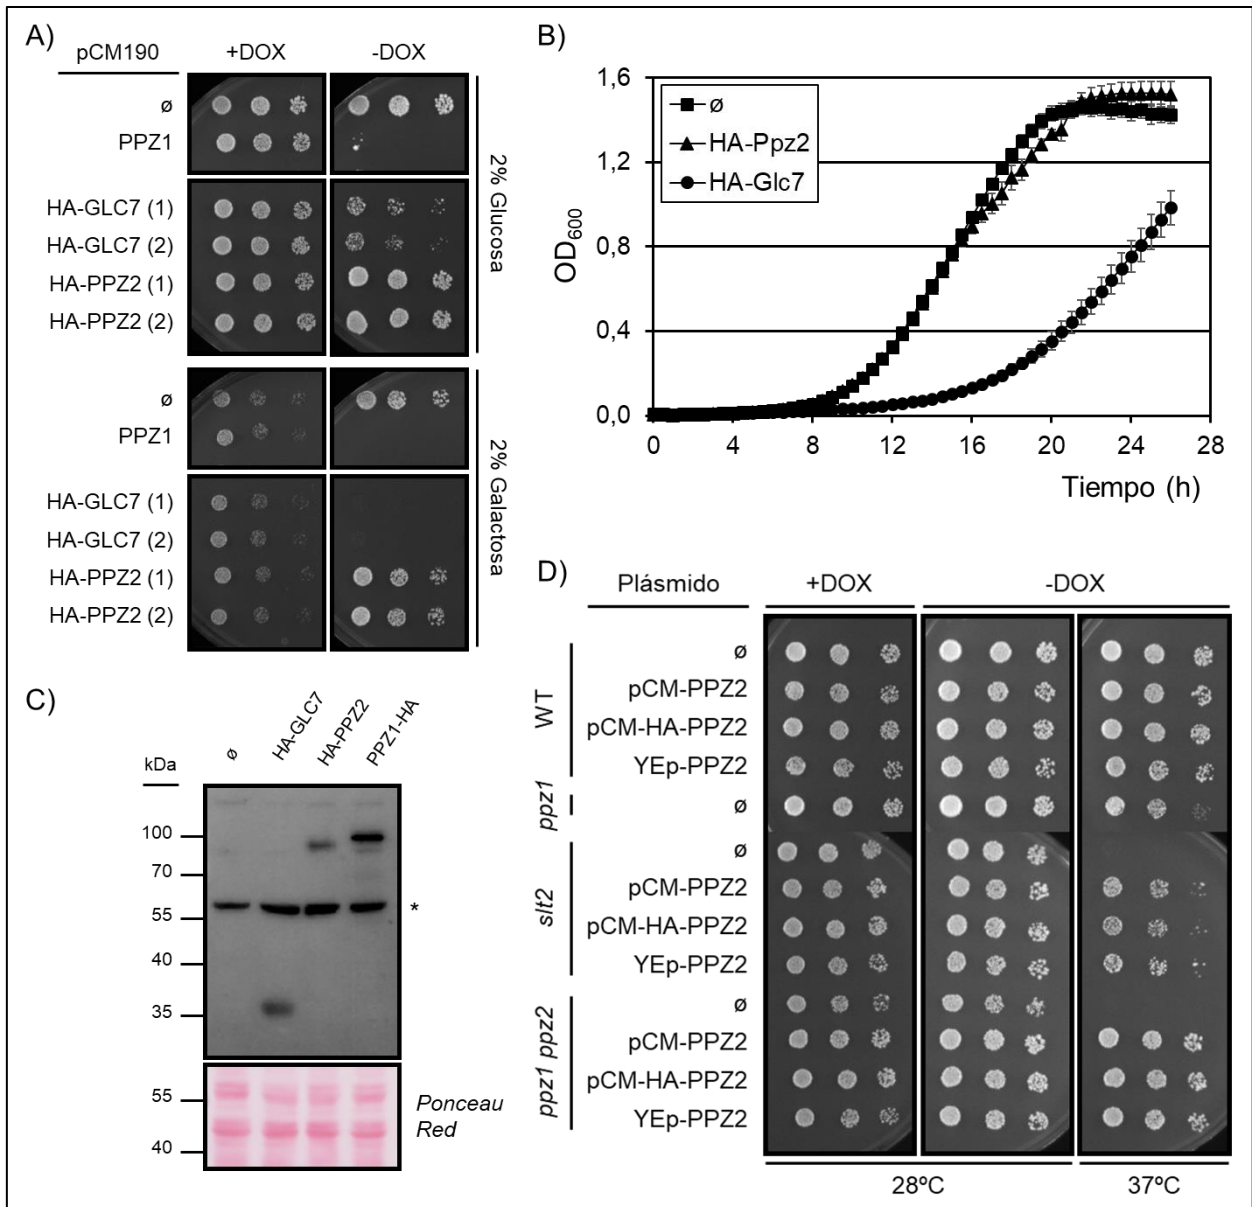 A)
pCM190
+DOX
-DOX
ø
PPZ1
HA-GLC7 (1)
HA-GLC7 (2)
HA-PPZ2 (1)
HA-PPZ2 (2)
2% Glucosa
ø
PPZ1
HA-GLC7 (1)
HA-GLC7 (2)
HA-PPZ2 (1)
HA-PPZ2 (2)
2% Galactosa
B)
1,6
1,2
0,8
0,4
0,0
OD600
ø
HA-Ppz2
HA-Glc7
0 4 8 12 16 20 24 28
Tiempo (h)
C)
ø
HA-GLC7
HA-PPZ2
PPZ1-HA
kDa
100
70
55
40
35
*
55
40
Ponceau
Red
D)
Plásmido
+DOX
-DOX
WT
ø
pCM-PPZ2
pCM-HA-PPZ2
YEp-PPZ2
ppz1
ø
slt2
ø
pCM-PPZ2
pCM-HA-PPZ2
YEp-PPZ2
ppz1 ppz2
ø
pCM-PPZ2
pCM-HA-PPZ2
YEp-PPZ2
28ºC
37ºC